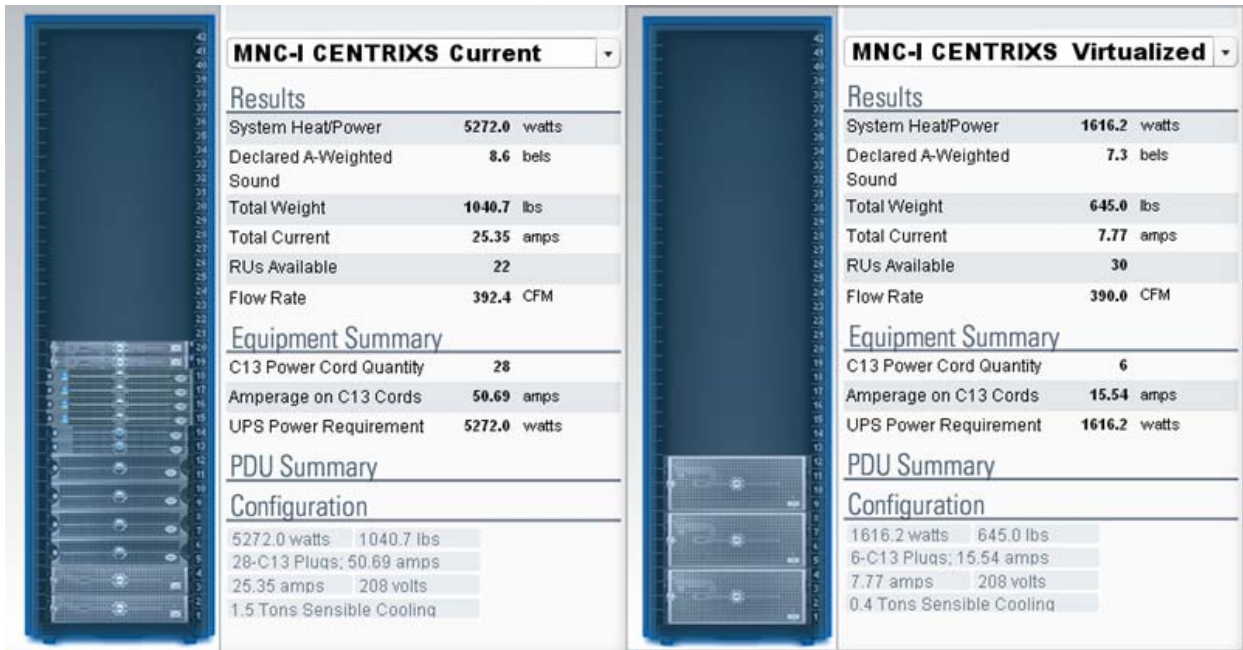 MNC-I CENTRIXS Current
Results
System Heat/Power 5272.0 watts
Declared A-Weighted 8.6 bels
Sound
Total Weight 1040.7 lbs
Total Current 25.35 amps
RUs Available 22
Flow Rate 392.4 CFM
Equipment Summary
C13 Power Cord Quantity 28
Amperage on C13 Cords 50.69 amps
UPS Power Requirement 5272.0 watts
PDU Summary
Configuration
5272.0 watts 1040.7 lbs
28-C13 Plugs; 50.69 amps
25.35 amps 208 volts
1.5 Tons Sensible Cooling
MNC-I CENTRIXS Virtualized
Results
System Heat/Power 1616.2 watts
Declared A-Weighted 7.3 bels
Sound
Total Weight 645.0 lbs
Total Current 7.77 amps
RUs Available 30
Flow Rate 390.0 CFM
Equipment Summary
C13 Power Cord Quantity 6
Amperage on C13 Cords 15.54 amps
UPS Power Requirement 1616.2 watts
PDU Summary
Configuration
1616.2 watts 645.0 lbs
6-C13 Plugs; 15.54 amps
7.77 amps 208 volts
0.4 Tons Sensible Cooling